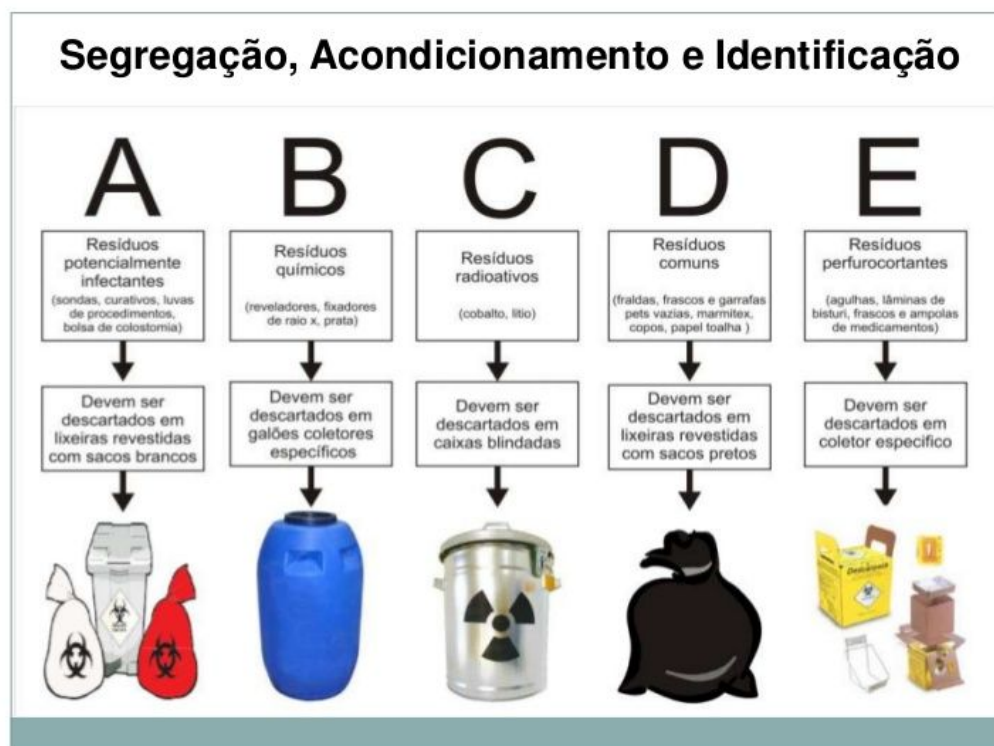 Segregação, Acondicionamento e Identificação
A
B
C
D
E
Resíduos
potencialmente
infectantes
(sondas, curativos, luvas
de procedimentos,
bolsa de colostomia)
Resíduos
químicos
(reveladores, fixadores
de raio x, prata)
Resíduos
radioativos
(cobalto, lítio)
Resíduos
comuns
(fraldas, frascos e garrafas
pets vazias, marmitex,
copos, papel toalha )
Resíduos
perfurocortantes
(agulhas, lâminas de
bisturi, frascos e ampolas
de medicamentos)
Devem ser
descartados em
lixeiras revestidas
com sacos brancos
Devem ser
descartados em
galões coletores
específicos
Devem ser
descartados em
caixas blindadas
Devem ser
descartados em
lixeiras revestidas
com sacos pretos
Devem ser
descartados em
coletor específico